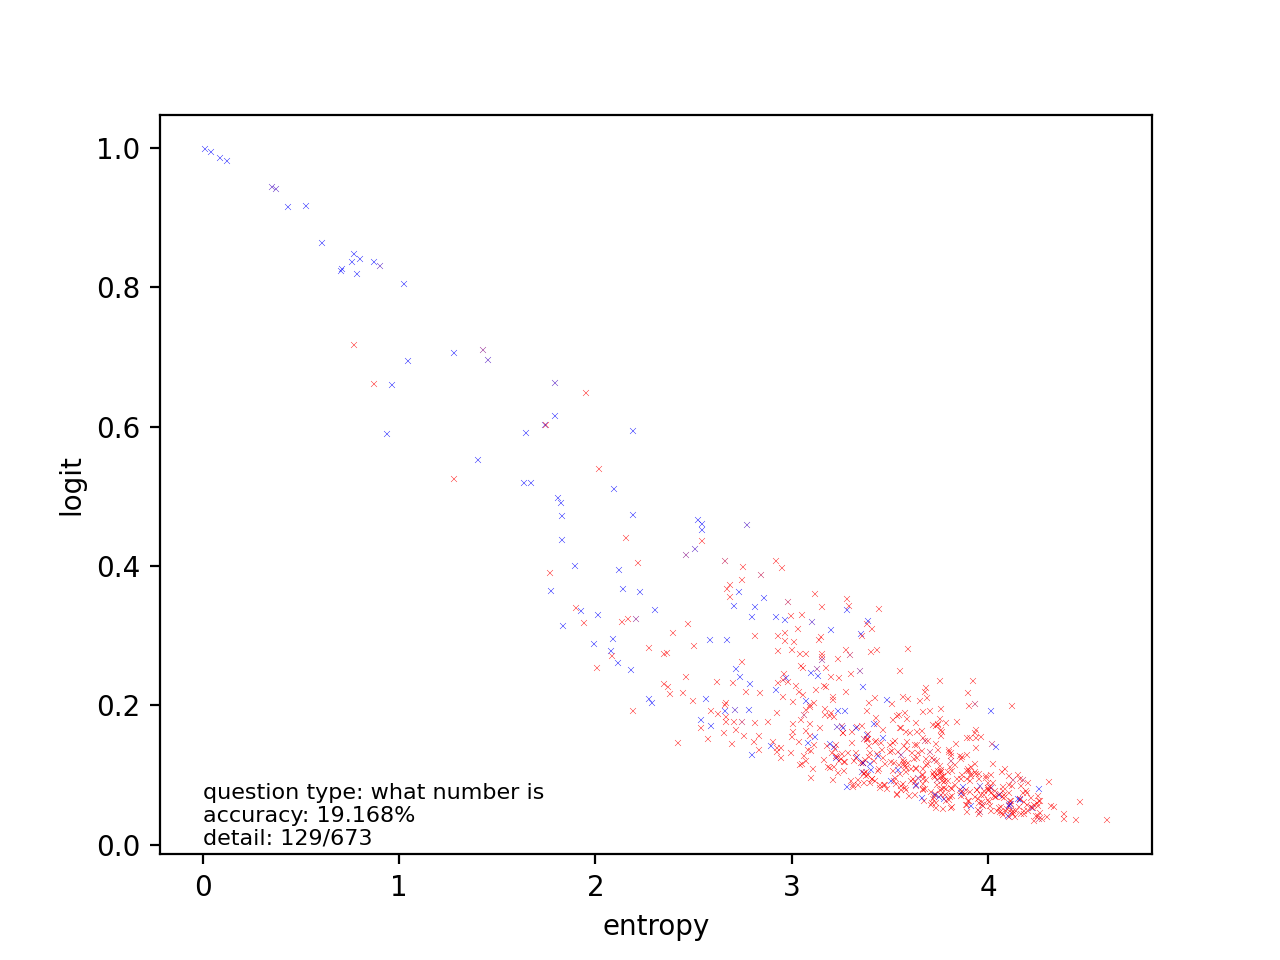 1.0
0.8
0.6
0.4
0.2
0.0
logit
question type: what number is
accuracy: 19.168%
detail: 129/673
0 1 2 3 4
entropy